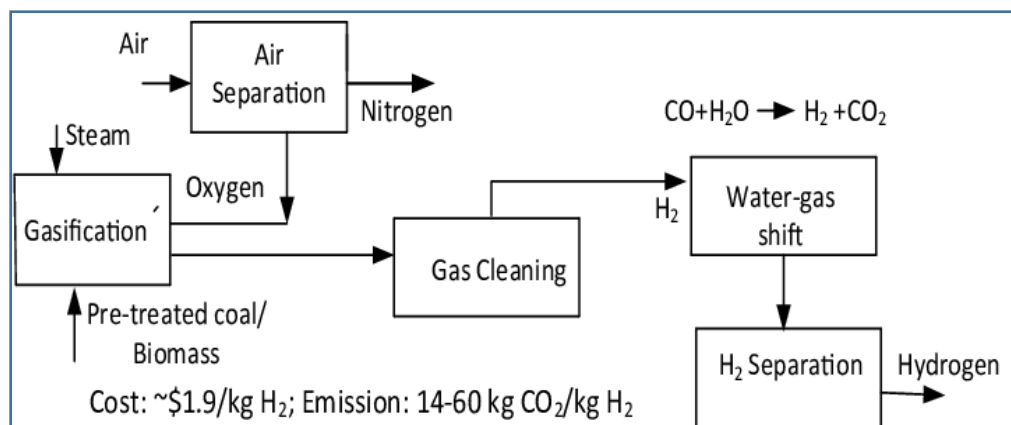 Air
Air
Separation
Nitrogen
CO+H₂O → H₂ +CO₂
Steam
Oxygen
Gasification
H₂
Water-gas
shift
Gas Cleaning
Pre-treated coal/
Biomass
H₂ Separation
Hydrogen
Cost: ~$1.9/kg H₂; Emission: 14-60 kg CO₂/kg H₂